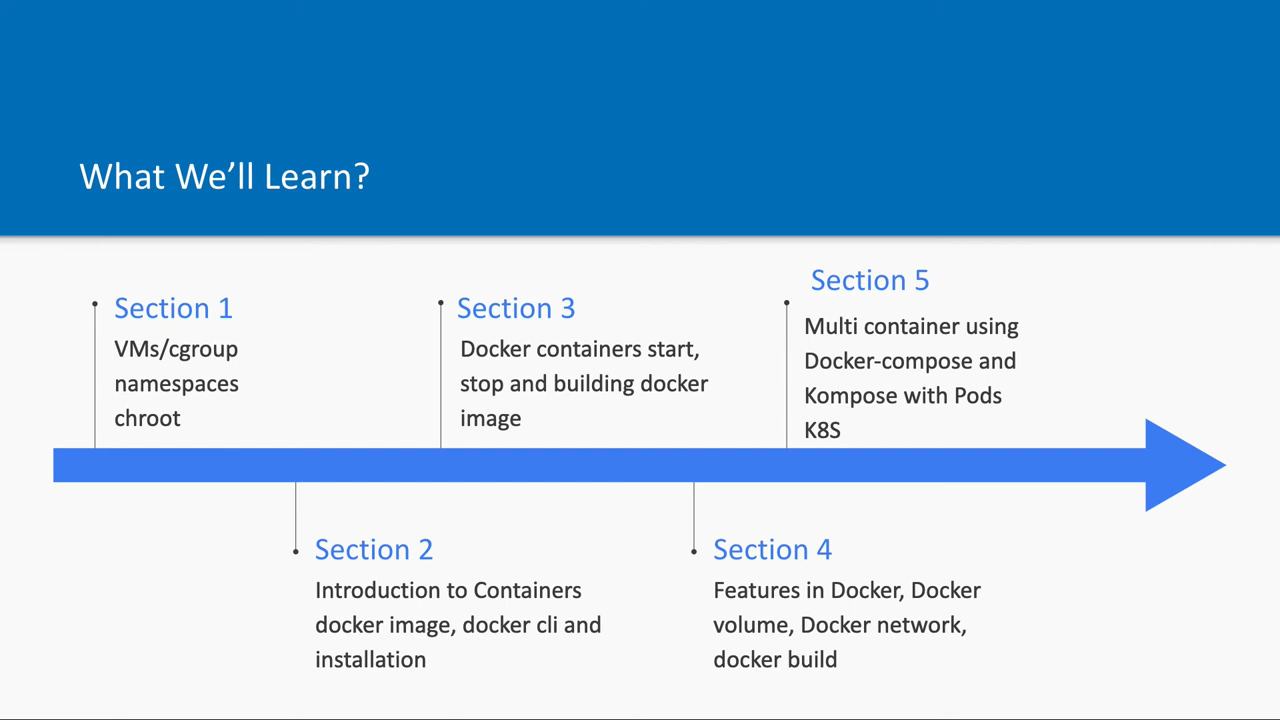 What We’ll Learn?
Section 1
VMs/cgroup
namespaces
chroot
Section 2
Introduction to Containers
docker image, docker cli and
installation
Section 3
Docker containers start,
stop and building docker
image
Section 4
Features in Docker, Docker
volume, Docker network,
docker build
Section 5
Multi container using
Docker-compose and
Kompose with Pods
K8S